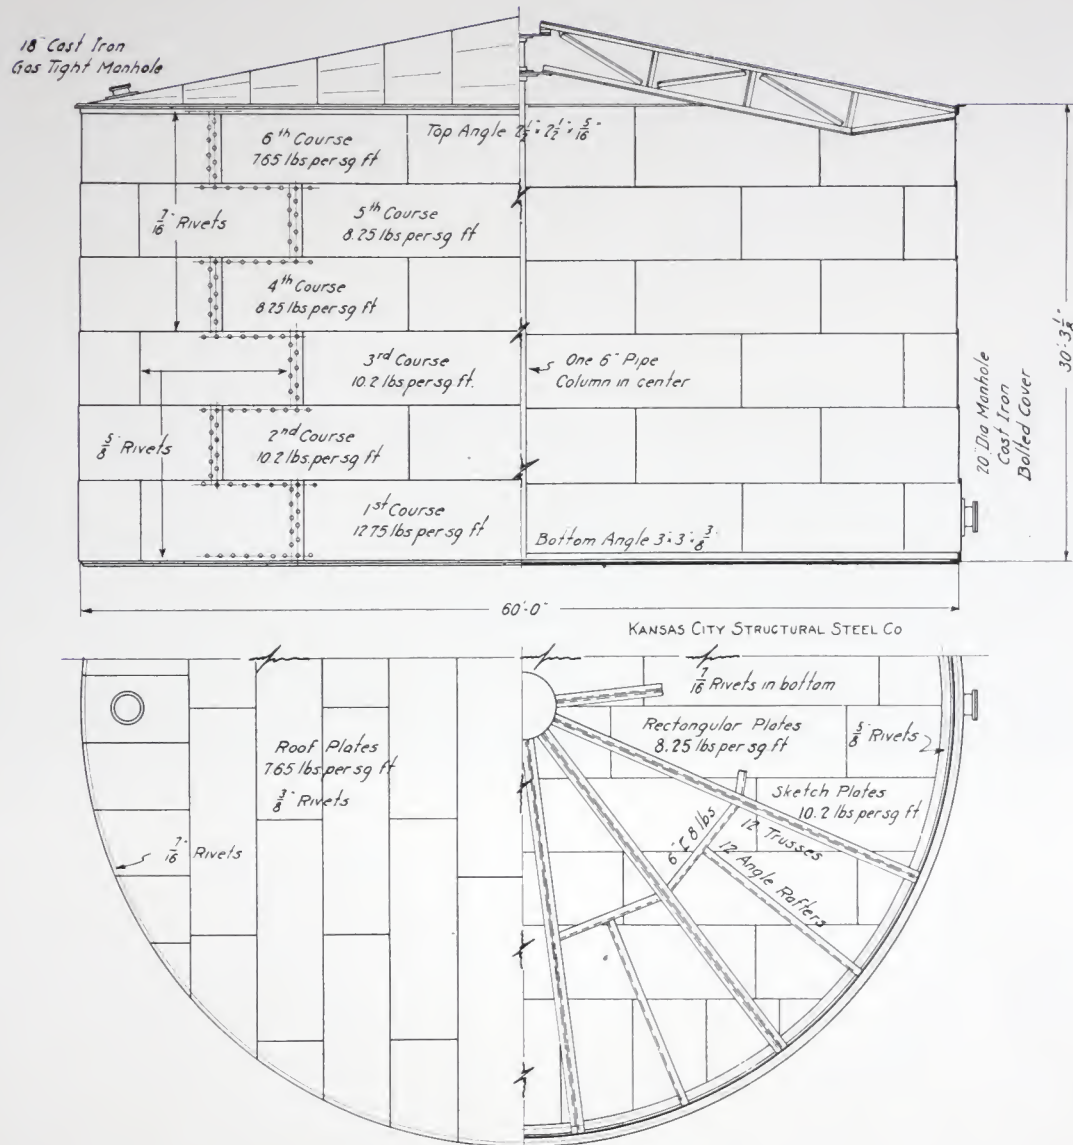 18" Cast Iron
Gas Tight Manhole
6th Course
7.65 lbs per sq ft
Top Angle 2 1/2" × 2 1/2" × 5/16"
7/16" Rivets
5th Course
8.25 lbs per sq ft
4th Course
8.25 lbs per sq ft
3rd Course
10.2 lbs per sq ft.
One 6" Pipe
Column in center
5/8" Rivets
2nd Course
10.2 lbs per sq ft
1st Course
12.75 lbs per sq ft
Bottom Angle 3" × 3" × 3/8"
20" Dia Manhole
Cast Iron
Bolted Cover
30'-3 1/8"
60'-0"
KANSAS CITY STRUCTURAL STEEL CO
7/16" Rivets in bottom
Rectangular Plates
8.25 lbs per sq ft
5/8" Rivets
Roof Plates
7.65 lbs per sq ft
3/8" Rivets
Sketch Plates
10.2 lbs per sq ft
7/16" Rivets
6" [ 8 lbs
12 Trusses
12 Angle Rafters